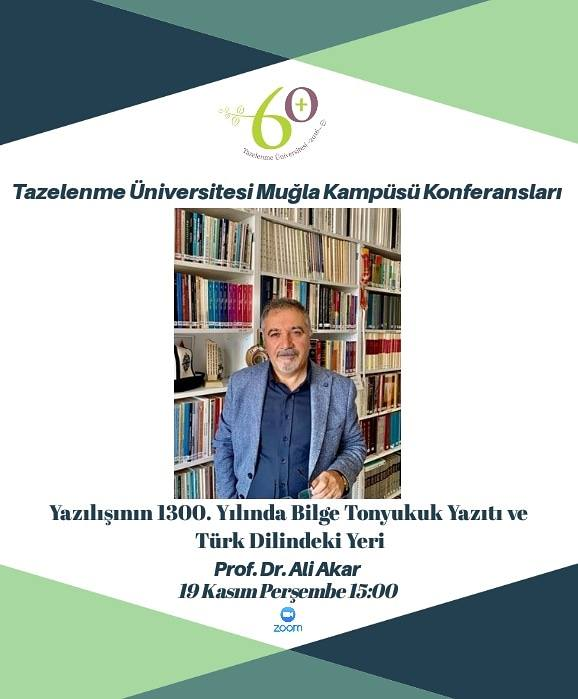 60+
Tazelenme Üniversitesi
Tazelenme Üniversitesi Muğla Kampüsü Konferansları
Yazılışının 1300. Yılında Bilge Tonyukuk Yazıtı ve
Türk Dilindeki Yeri
Prof. Dr. Ali Akar
19 Kasım Perşembe 15:00
zoom